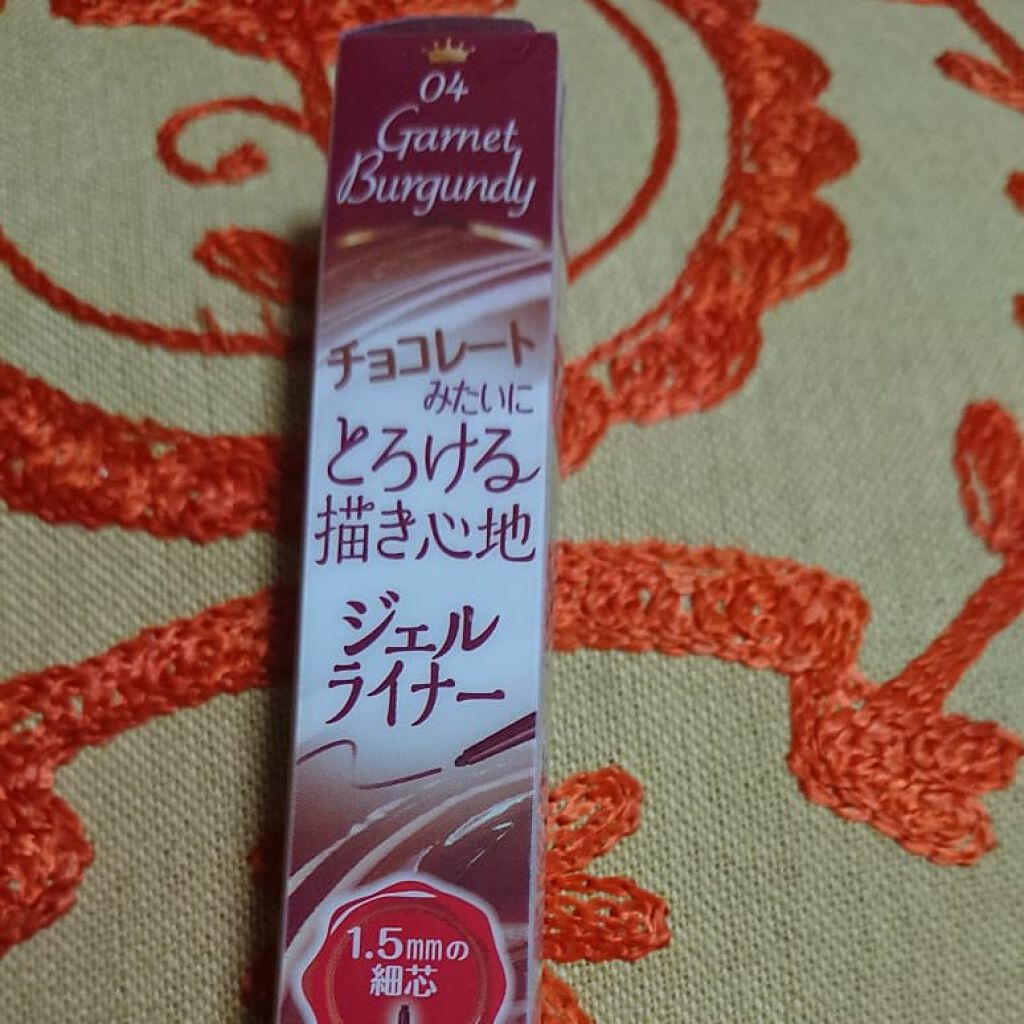 04
Garnet
Burgundy
チョコレート
みたいに
とろける
描き心地
ジェル
ライナー
1.5mmの
細芯